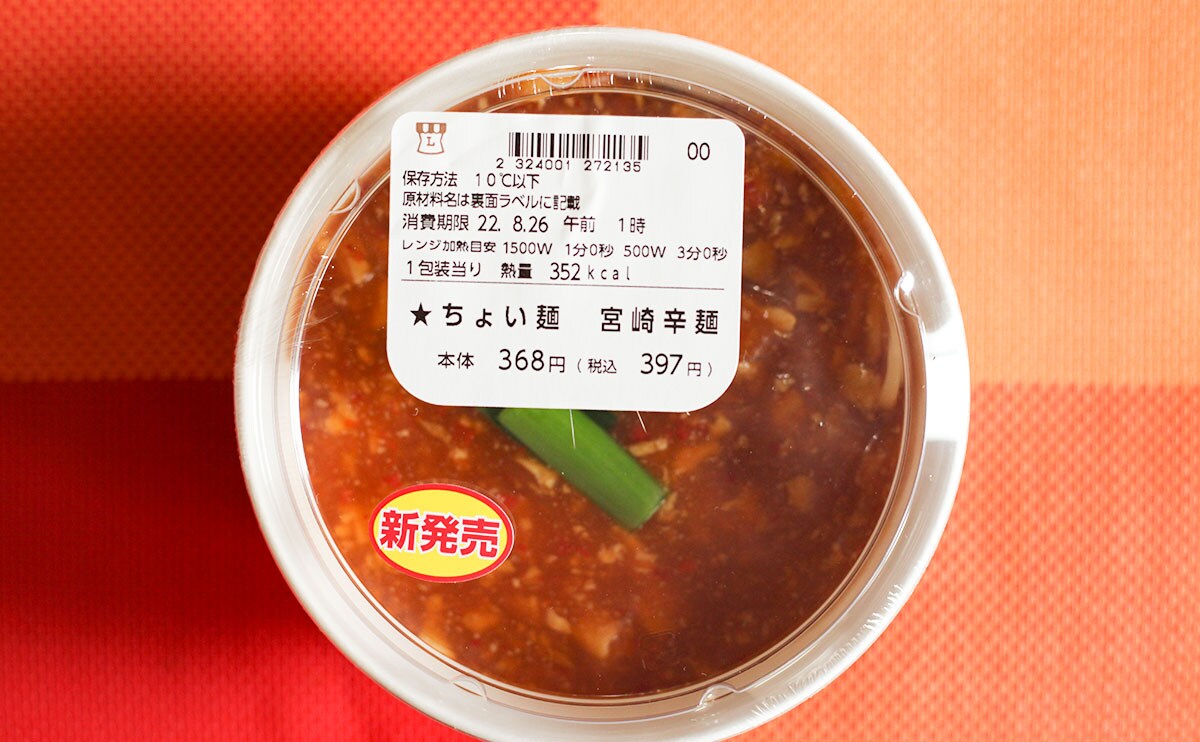 L
00
2 324001 272135
保存方法 10℃以下
原材料名は裏面ラベルに記載
消費期限 22. 8.26 午前 1時
レンジ加熱目安 1500W 1分0秒 500W 3分0秒
1包装当り 熱量 352kcal
★ちょい麺 宮崎辛麺
本体 368円(税込 397円)
新発売